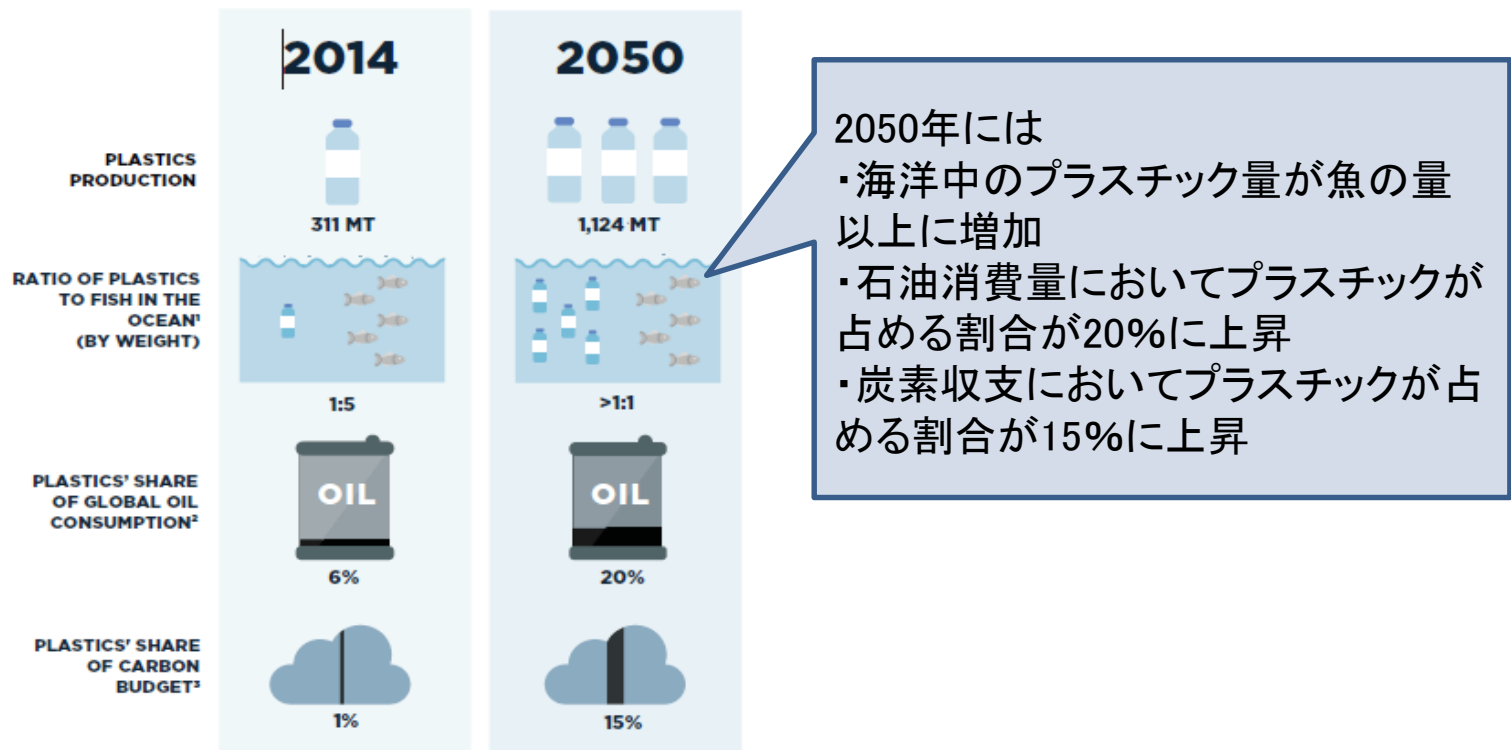 2014
2050
PLASTICS
PRODUCTION
311 MT
1,124 MT
RATIO OF PLASTICS
TO FISH IN THE
OCEAN¹
(BY WEIGHT)
1:5
>1:1
PLASTICS' SHARE
OF GLOBAL OIL
CONSUMPTION²
OIL
OIL
6%
20%
PLASTICS' SHARE
OF CARBON
BUDGET³
1%
15%
2050年には
・海洋中のプラスチック量が魚の量
以上に増加
・石油消費量においてプラスチックが
占める割合が20%に上昇
・炭素収支においてプラスチックが占
める割合が15%に上昇